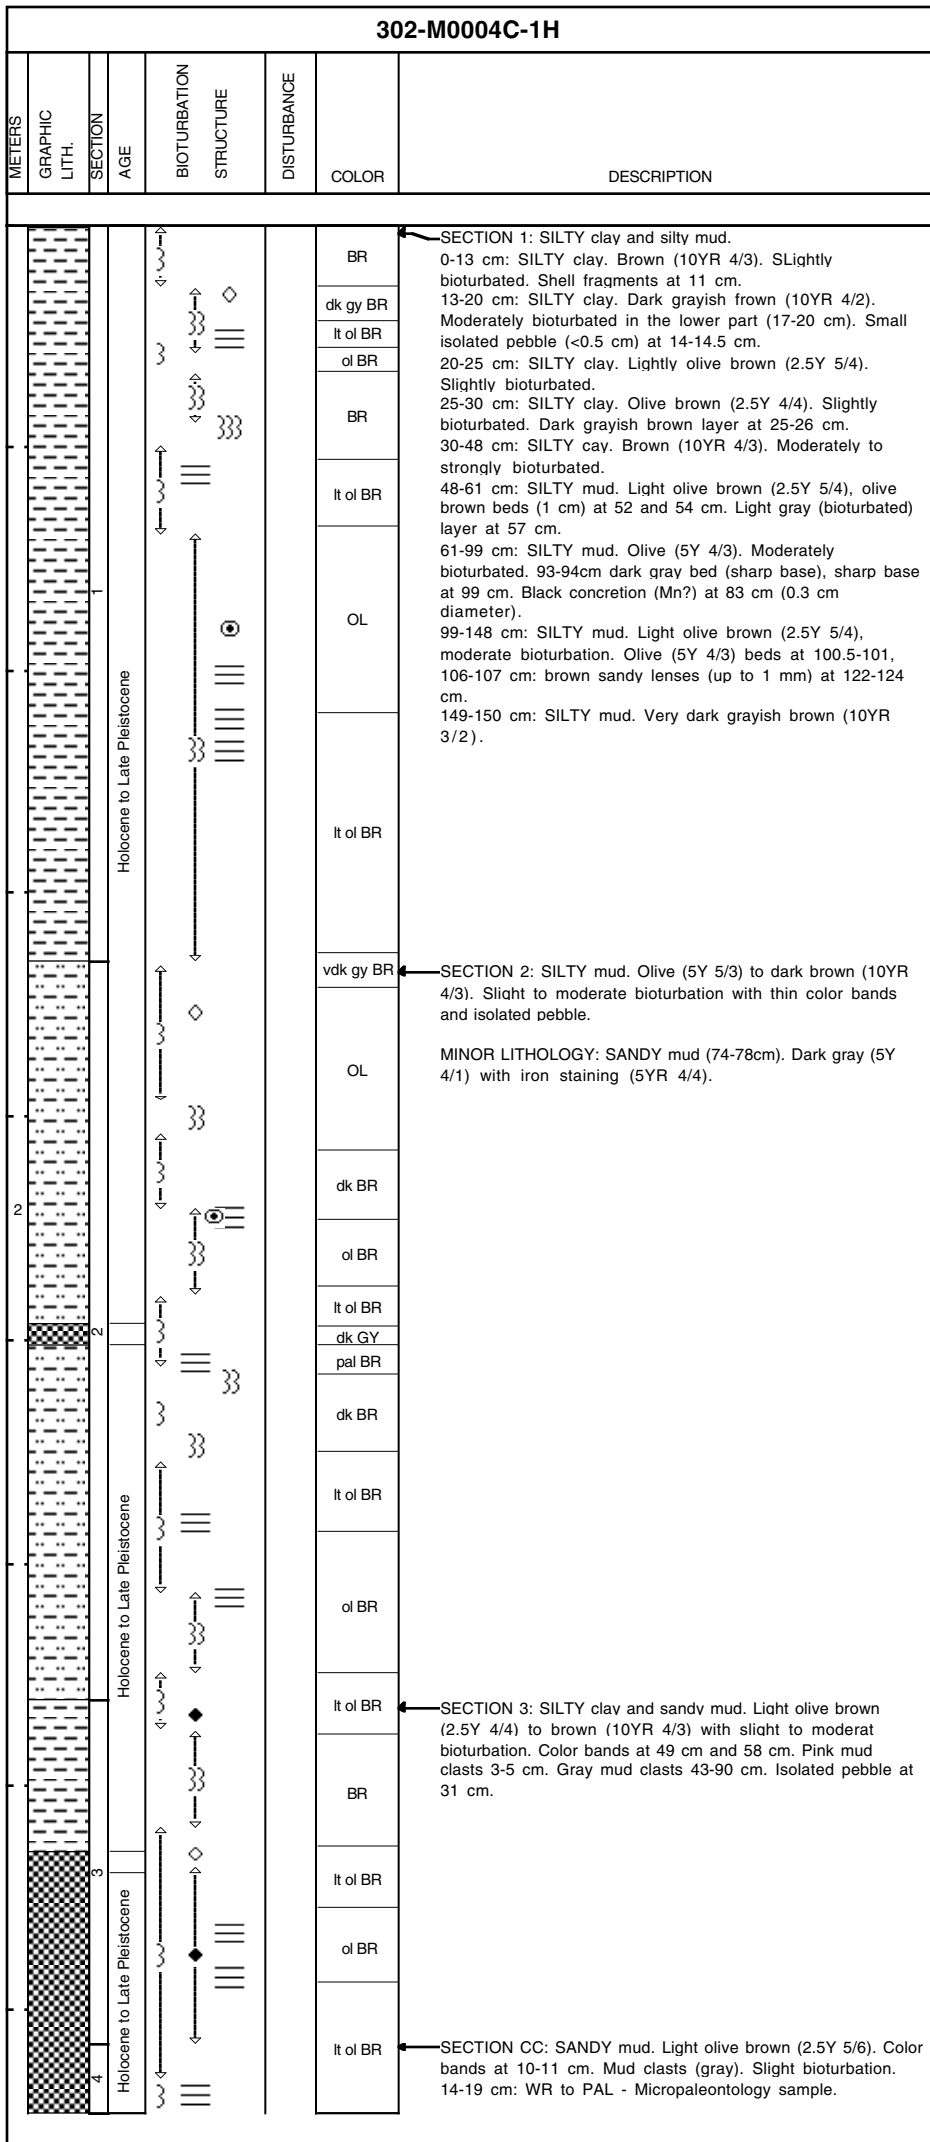 302-M0004C-1H
METERS
GRAPHIC
LITH.
SECTION
AGE
BIOTURBATION
STRUCTURE
DISTURBANCE
COLOR
DESCRIPTION
1
2
2
3
4
Holocene to Late Pleistocene
Holocene to Late Pleistocene
Holocene to Late Pleistocene
BR
dk gy BR
lt ol BR
ol BR
BR
lt ol BR
OL
lt ol BR
vdk gy BR
OL
dk BR
ol BR
lt ol BR
dk GY
pal BR
dk BR
lt ol BR
ol BR
lt ol BR
BR
lt ol BR
ol BR
lt ol BR
SECTION 1: SILTY clay and silty mud.
0-13 cm: SILTY clay. Brown (10YR 4/3). SLightly
bioturbated. Shell fragments at 11 cm.
13-20 cm: SILTY clay. Dark grayish frown (10YR 4/2).
Moderately bioturbated in the lower part (17-20 cm). Small
isolated pebble (<0.5 cm) at 14-14.5 cm.
20-25 cm: SILTY clay. Lightly olive brown (2.5Y 5/4).
Slightly bioturbated.
25-30 cm: SILTY clay. Olive brown (2.5Y 4/4). Slightly
bioturbated. Dark grayish brown layer at 25-26 cm.
30-48 cm: SILTY cay. Brown (10YR 4/3). Moderately to
strongly bioturbated.
48-61 cm: SILTY mud. Light olive brown (2.5Y 5/4), olive
brown beds (1 cm) at 52 and 54 cm. Light gray (bioturbated)
layer at 57 cm.
61-99 cm: SILTY mud. Olive (5Y 4/3). Moderately
bioturbated. 93-94cm dark gray bed (sharp base), sharp base
at 99 cm. Black concretion (Mn?) at 83 cm (0.3 cm
diameter).
99-148 cm: SILTY mud. Light olive brown (2.5Y 5/4),
moderate bioturbation. Olive (5Y 4/3) beds at 100.5-101,
106-107 cm: brown sandy lenses (up to 1 mm) at 122-124
cm.
149-150 cm: SILTY mud. Very dark grayish brown (10YR
3/2).
SECTION 2: SILTY mud. Olive (5Y 5/3) to dark brown (10YR
4/3). Slight to moderate bioturbation with thin color bands
and isolated pebble.
MINOR LITHOLOGY: SANDY mud (74-78cm). Dark gray (5Y
4/1) with iron staining (5YR 4/4).
SECTION 3: SILTY clay and sandy mud. Light olive brown
(2.5Y 4/4) to brown (10YR 4/3) with slight to moderat
bioturbation. Color bands at 49 cm and 58 cm. Pink mud
clasts 3-5 cm. Gray mud clasts 43-90 cm. Isolated pebble at
31 cm.
SECTION CC: SANDY mud. Light olive brown (2.5Y 5/6). Color
bands at 10-11 cm. Mud clasts (gray). Slight bioturbation.
14-19 cm: WR to PAL - Micropaleontology sample.